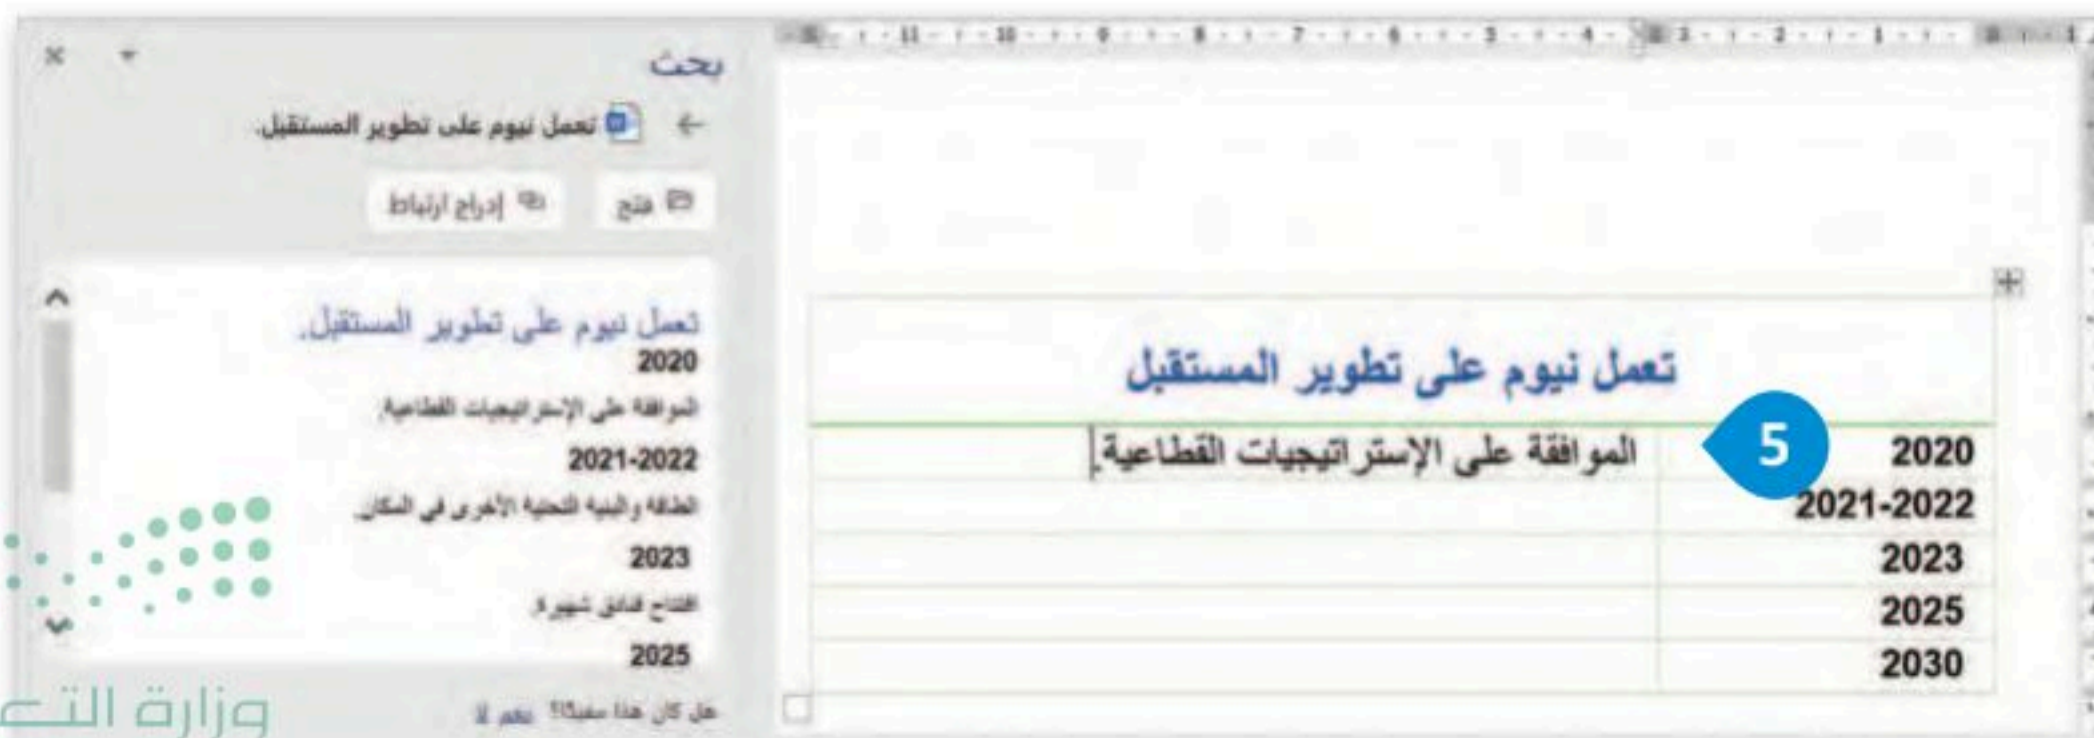 بحث
تعمل نيوم على تطوير المستقبل.
فتح
إدراج ارتباط
تعمل نيوم على تطوير المستقبل.
2020
الموافقة على الإستراتيجيات القطاعية.
2021-2022
الطاقة والبنية التحتية الأخرى في المكان.
2023
افتتاح فنادق شهيرة.
2025
هل كان هذا مفيدًا؟ نعم لا
تعمل نيوم على تطوير المستقبل
2020 5 الموافقة على الإستراتيجيات القطاعية.
2021-2022
2023
2025
2030
وزارة التع